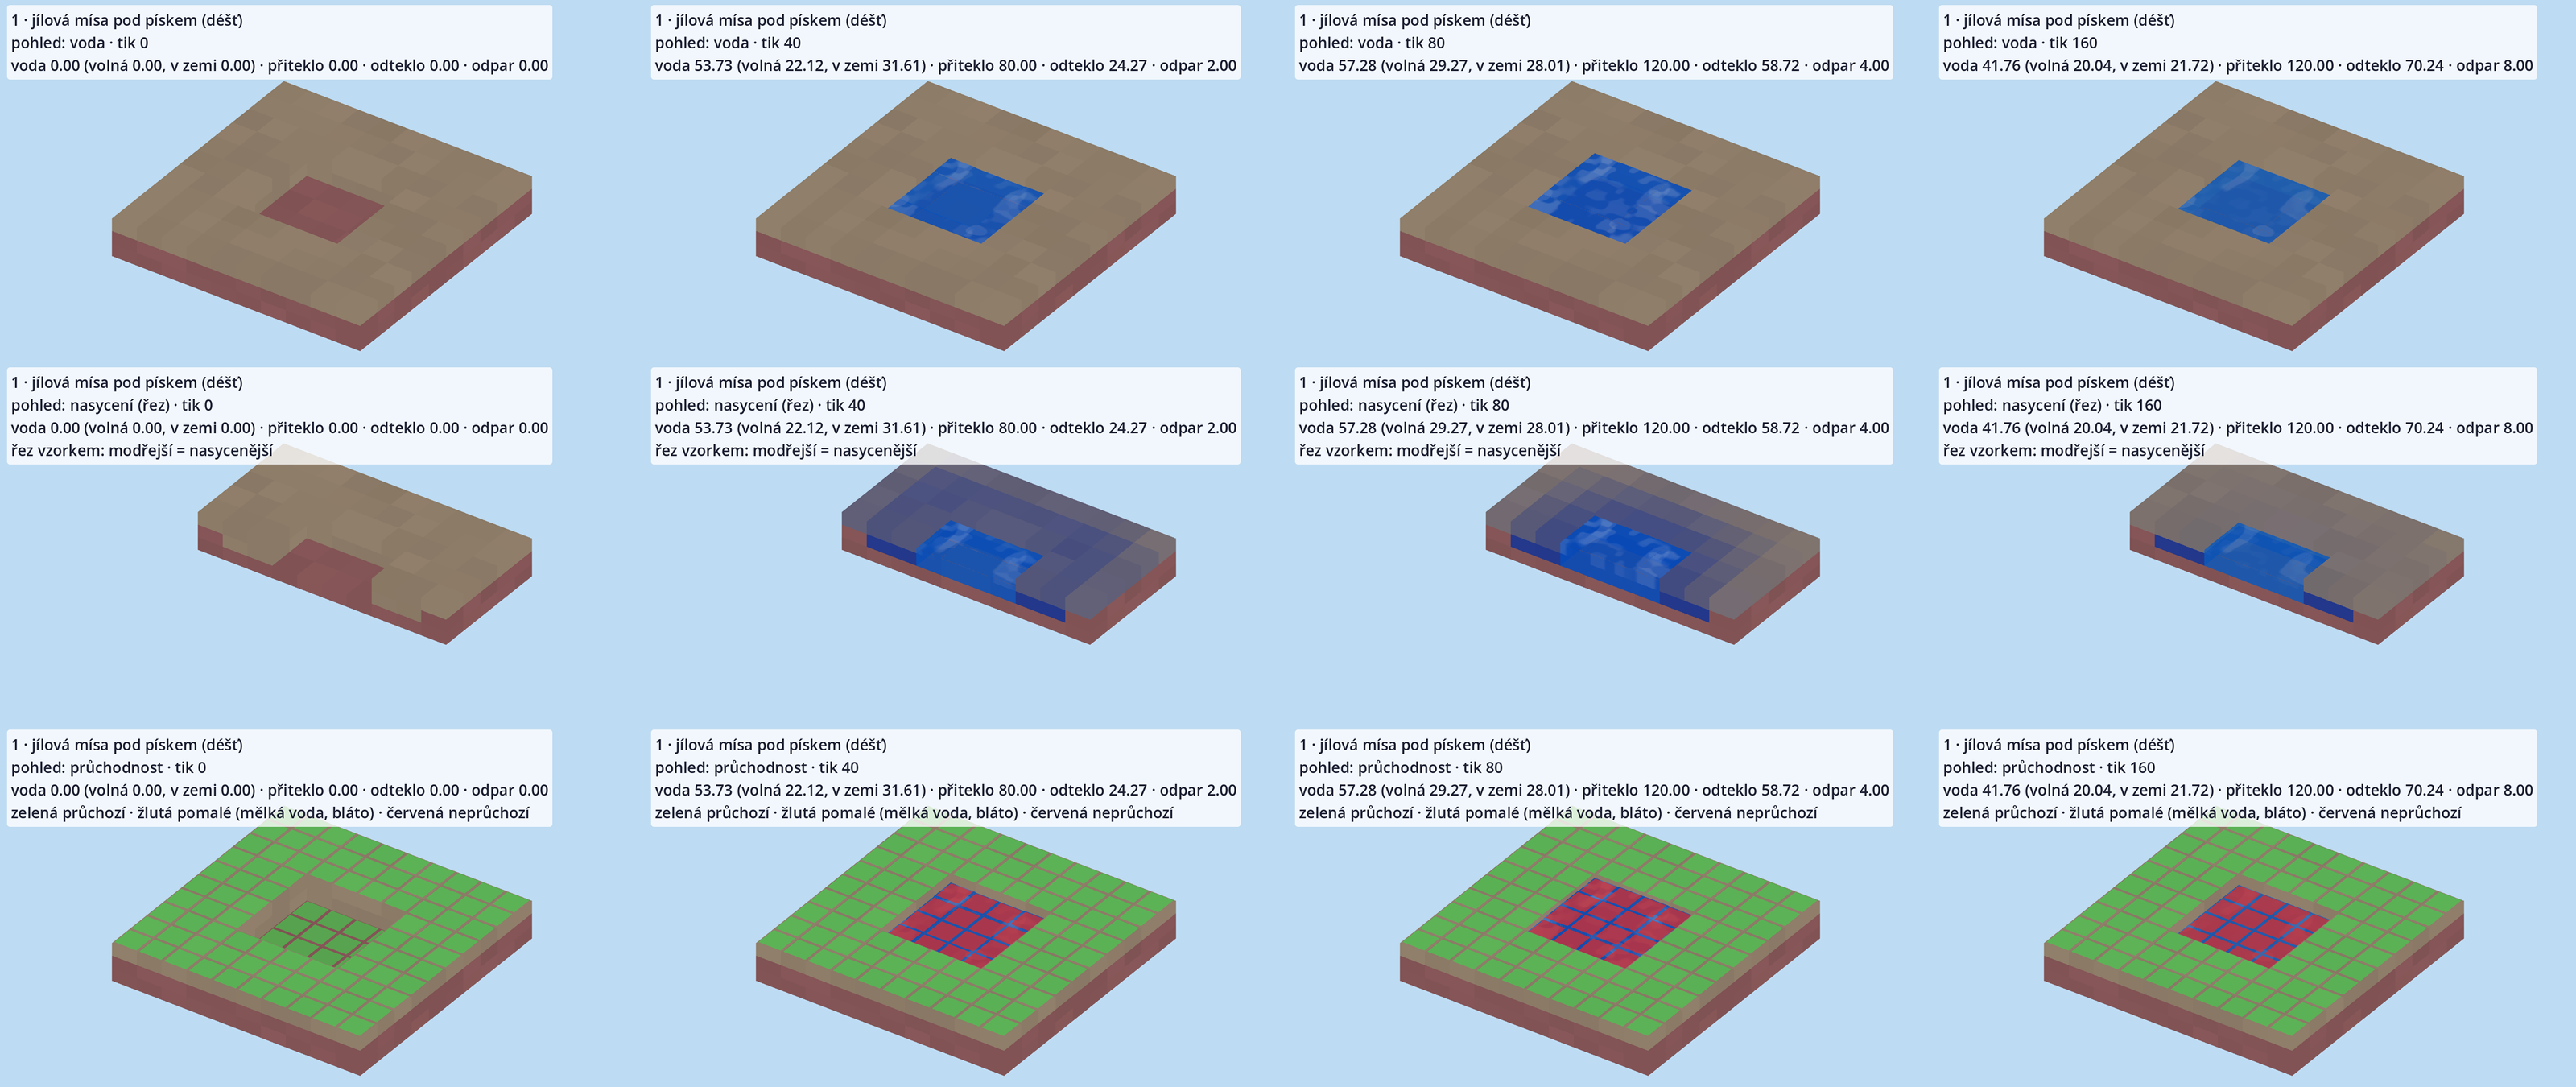 1 · jílová mísa pod pískem (déšť)
pohled: voda · tik 0
voda 0.00 (volná 0.00, v zemi 0.00) · přiteklo 0.00 · odteklo 0.00 · odpar 0.00
1 · jílová mísa pod pískem (déšť)
pohled: voda · tik 40
voda 53.73 (volná 22.12, v zemi 31.61) · přiteklo 80.00 · odteklo 24.27 · odpar 2.00
1 · jílová mísa pod pískem (déšť)
pohled: voda · tik 80
voda 57.28 (volná 29.27, v zemi 28.01) · přiteklo 120.00 · odteklo 58.72 · odpar 4.00
1 · jílová mísa pod pískem (déšť)
pohled: voda · tik 160
voda 41.76 (volná 20.04, v zemi 21.72) · přiteklo 120.00 · odteklo 70.24 · odpar 8.00
1 · jílová mísa pod pískem (déšť)
pohled: nasycení (řez) · tik 0
voda 0.00 (volná 0.00, v zemi 0.00) · přiteklo 0.00 · odteklo 0.00 · odpar 0.00
řez vzorkem: modřejší = nasycenější
1 · jílová mísa pod pískem (déšť)
pohled: nasycení (řez) · tik 40
voda 53.73 (volná 22.12, v zemi 31.61) · přiteklo 80.00 · odteklo 24.27 · odpar 2.00
řez vzorkem: modřejší = nasycenější
1 · jílová mísa pod pískem (déšť)
pohled: nasycení (řez) · tik 80
voda 57.28 (volná 29.27, v zemi 28.01) · přiteklo 120.00 · odteklo 58.72 · odpar 4.00
řez vzorkem: modřejší = nasycenější
1 · jílová mísa pod pískem (déšť)
pohled: nasycení (řez) · tik 160
voda 41.76 (volná 20.04, v zemi 21.72) · přiteklo 120.00 · odteklo 70.24 · odpar 8.00
řez vzorkem: modřejší = nasycenější
1 · jílová mísa pod pískem (déšť)
pohled: průchodnost · tik 0
voda 0.00 (volná 0.00, v zemi 0.00) · přiteklo 0.00 · odteklo 0.00 · odpar 0.00
zelená průchozí · žlutá pomalé (mělká voda, bláto) · červená neprůchozí
1 · jílová mísa pod pískem (déšť)
pohled: průchodnost · tik 40
voda 53.73 (volná 22.12, v zemi 31.61) · přiteklo 80.00 · odteklo 24.27 · odpar 2.00
zelená průchozí · žlutá pomalé (mělká voda, bláto) · červená neprůchozí
1 · jílová mísa pod pískem (déšť)
pohled: průchodnost · tik 80
voda 57.28 (volná 29.27, v zemi 28.01) · přiteklo 120.00 · odteklo 58.72 · odpar 4.00
zelená průchozí · žlutá pomalé (mělká voda, bláto) · červená neprůchozí
1 · jílová mísa pod pískem (déšť)
pohled: průchodnost · tik 160
voda 41.76 (volná 20.04, v zemi 21.72) · přiteklo 120.00 · odteklo 70.24 · odpar 8.00
zelená průchozí · žlutá pomalé (mělká voda, bláto) · červená neprůchozí